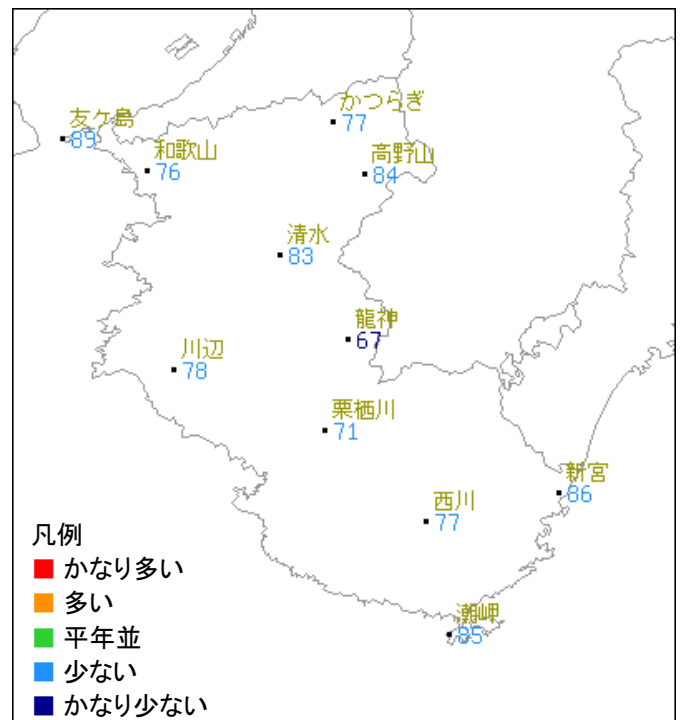 かつらぎ
77
友ケ島
89
和歌山
76
高野山
84
清水
83
龍神
67
川辺
78
栗栖川
71
新宮
86
西川
77
潮岬
85
凡例
かなり多い
多い
平年並
少ない
かなり少ない